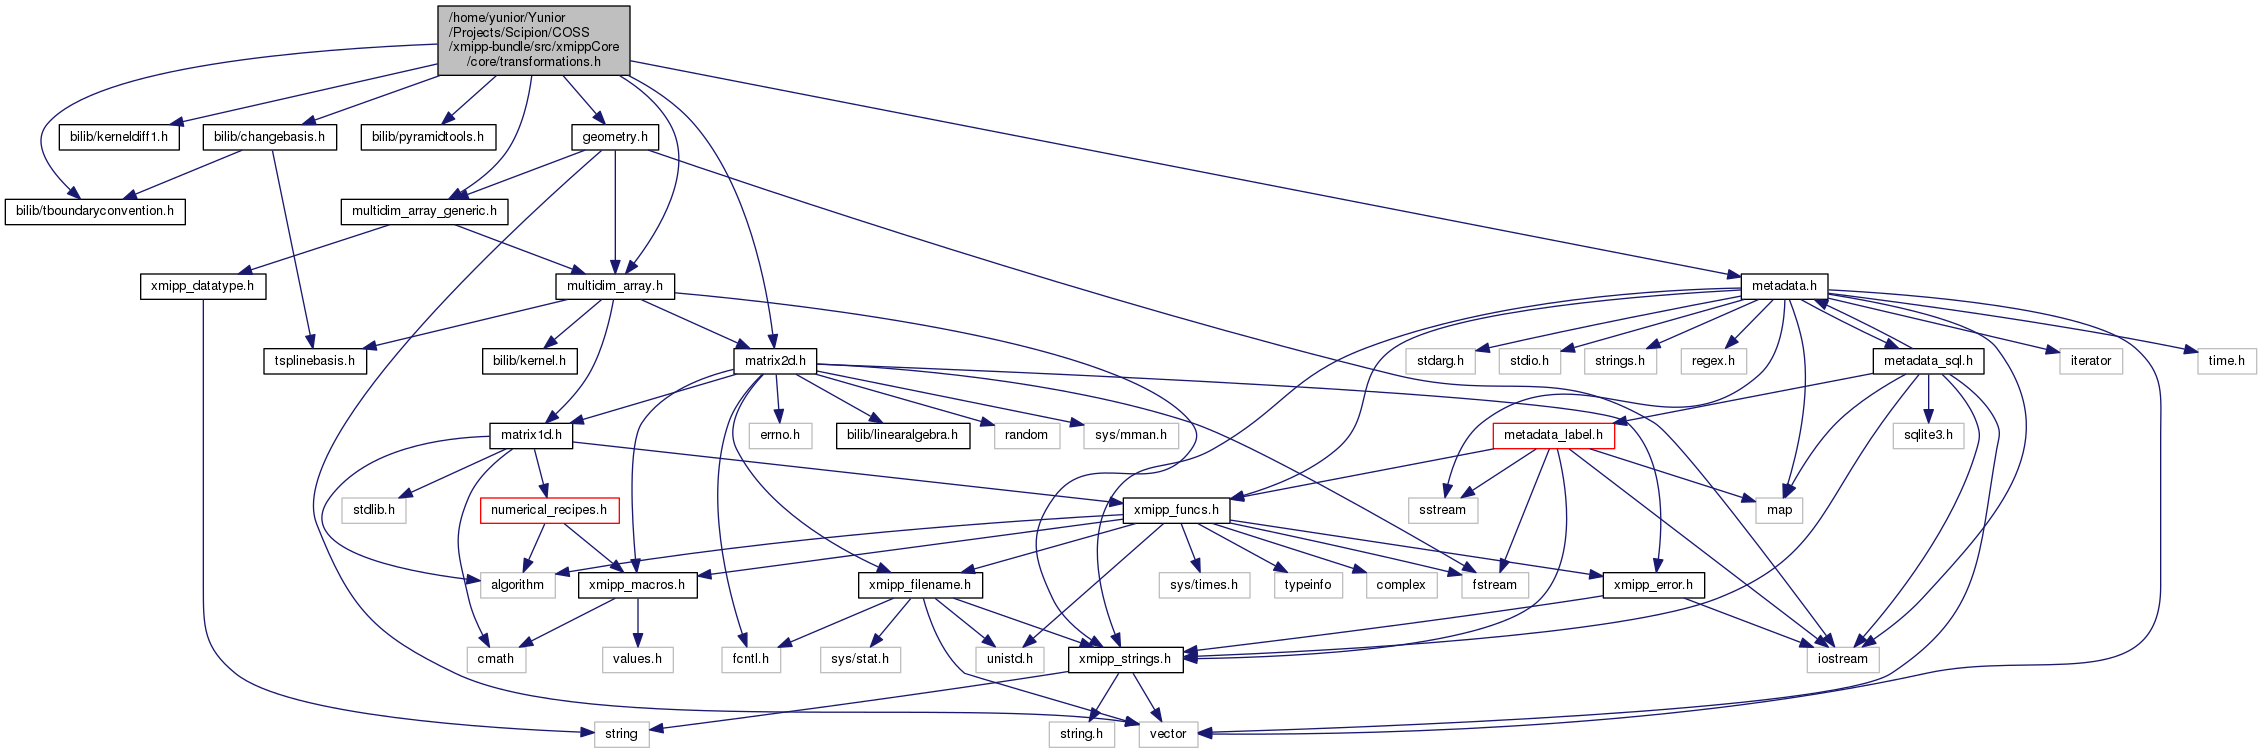 /home/yunior/Yunior
/Projects/Scipion/COSS
/xmipp-bundle/src/xmippCore
/core/transformations.h
bilib/kerneldiff1.h
bilib/changebasis.h
bilib/pyramidtools.h
geometry.h
bilib/tboundaryconvention.h
multidim_array_generic.h
xmipp_datatype.h
multidim_array.h
metadata.h
tsplinebasis.h
bilib/kernel.h
matrix2d.h
stdarg.h
stdio.h
strings.h
regex.h
metadata_sql.h
iterator
time.h
matrix1d.h
errno.h
bilib/linearalgebra.h
random
sys/mman.h
metadata_label.h
sqlite3.h
stdlib.h
numerical_recipes.h
xmipp_funcs.h
sstream
map
algorithm
xmipp_macros.h
xmipp_filename.h
sys/times.h
typeinfo
complex
fstream
xmipp_error.h
cmath
values.h
fcntl.h
sys/stat.h
unistd.h
xmipp_strings.h
iostream
string
string.h
vector